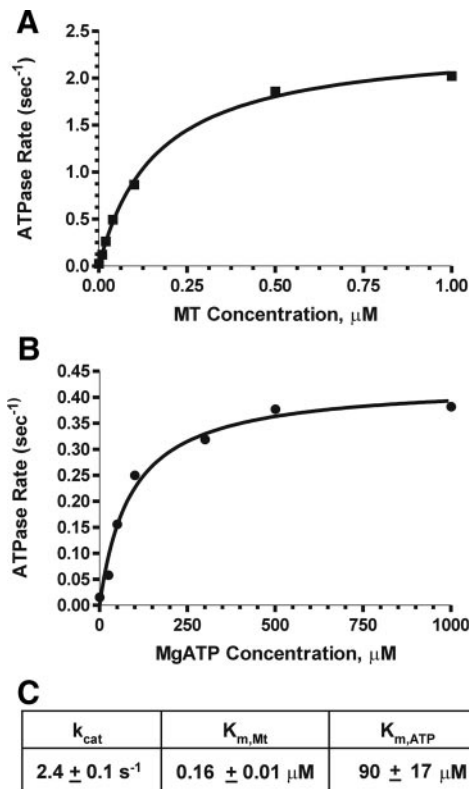 A
ATPase Rate (sec⁻¹)
2.5
2.0
1.5
1.0
0.5
0.0
0.00 0.25 0.50 0.75 1.00
MT Concentration, μM
B
ATPase Rate (sec⁻¹)
0.45
0.40
0.35
0.30
0.25
0.20
0.15
0.10
0.05
0.00
0 250 500 750 1000
MgATP Concentration, μM
C
kcat Km,Mt Km,ATP
2.4 ± 0.1 s⁻¹ 0.16 ± 0.01 μM 90 ± 17 μM